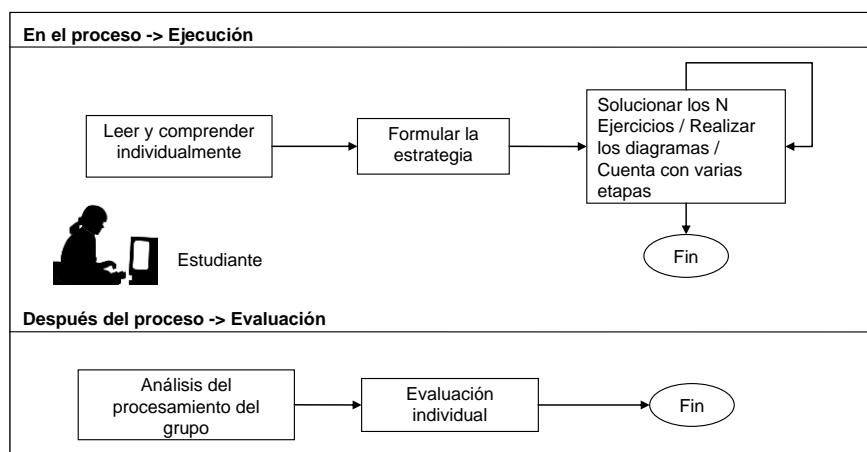 En el proceso -> Ejecución
Leer y comprender
individualmente
Formular la
estrategia
Solucionar los N
Ejercicios / Realizar
los diagramas /
Cuenta con varias
etapas
Fin
Estudiante
Después del proceso -> Evaluación
Análisis del
procesamiento del
grupo
Evaluación
individual
Fin